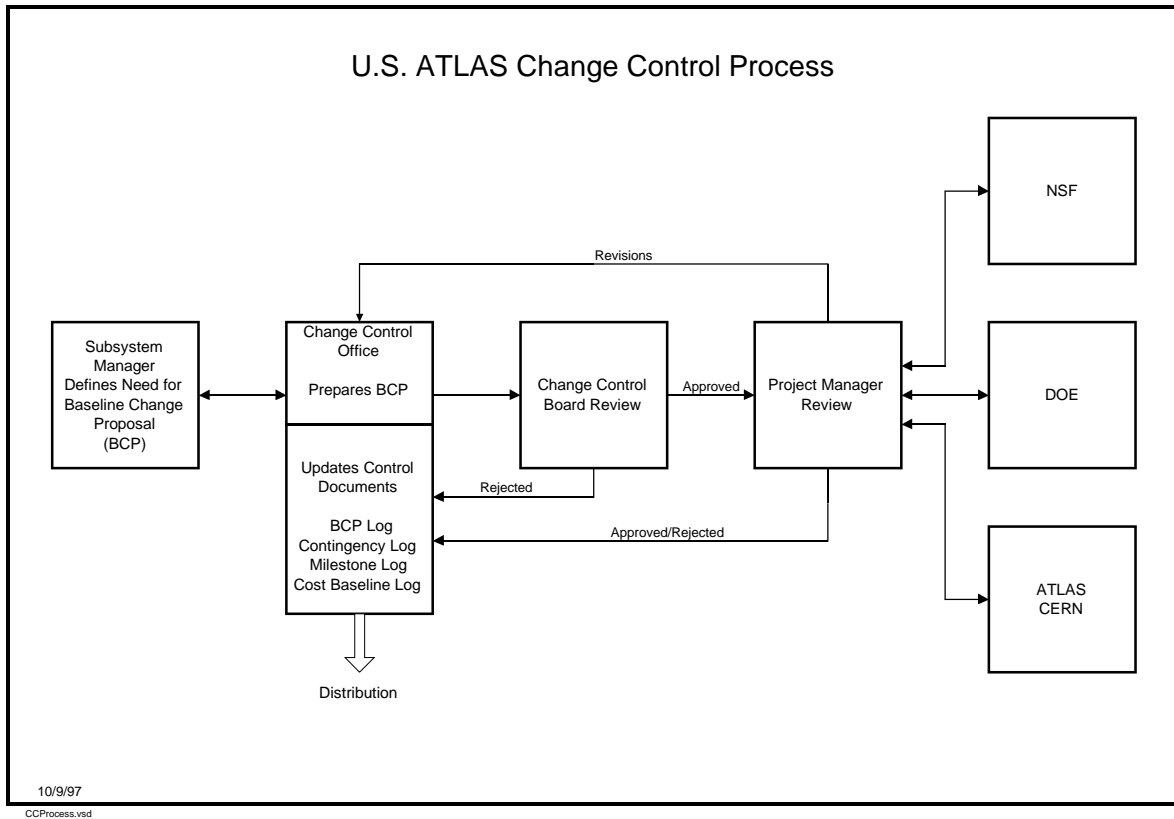 U.S. ATLAS Change Control Process
NSF
Revisions
Subsystem
Manager
Defines Need for
Baseline Change
Proposal
(BCP)
Change Control
Office
Prepares BCP
Change Control
Board Review
Approved
Project Manager
Review
DOE
Updates Control
Documents
BCP Log
Contingency Log
Milestone Log
Cost Baseline Log
Rejected
Approved/Rejected
ATLAS
CERN
Distribution
10/9/97
CCProcess.vsd